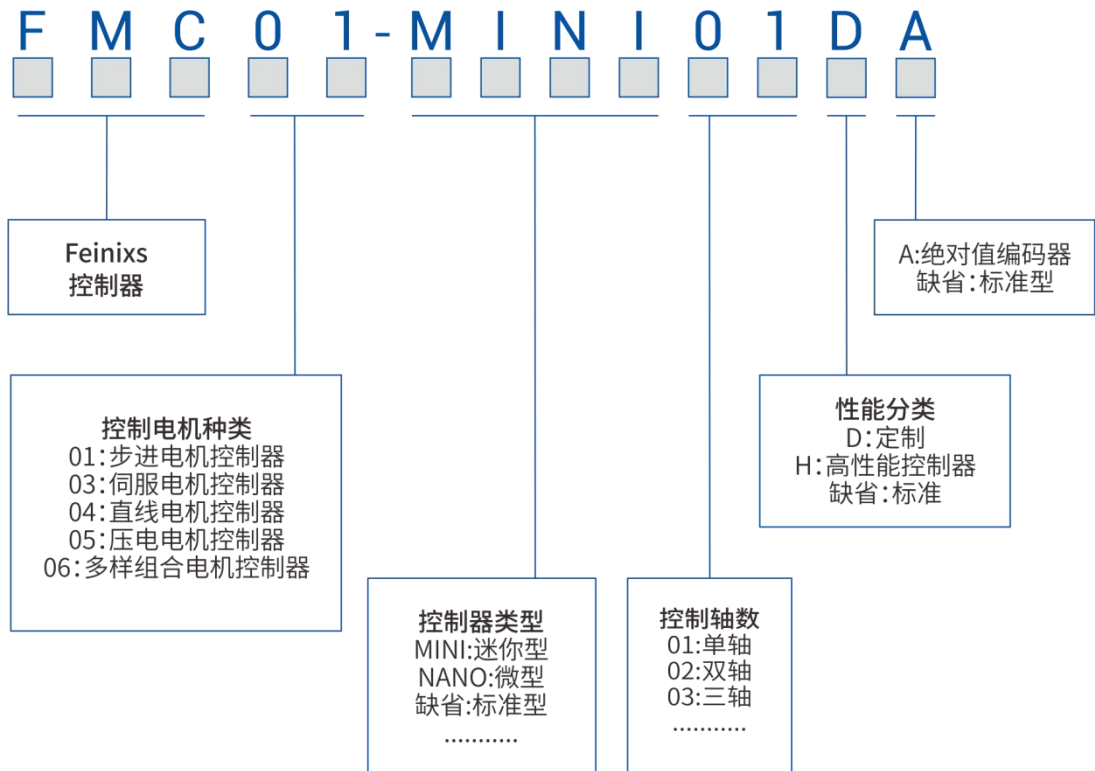 FMC01-MINI01DA
Feinixs
控制器
A:绝对值编码器
缺省:标准型
控制电机种类
01:步进电机控制器
03:伺服电机控制器
04:直线电机控制器
05:压电电机控制器
06:多样组合电机控制器
性能分类
D:定制
H:高性能控制器
缺省:标准
控制器类型
MINI:迷你型
NANO:微型
缺省:标准型
...........
控制轴数
01:单轴
02:双轴
03:三轴
...........